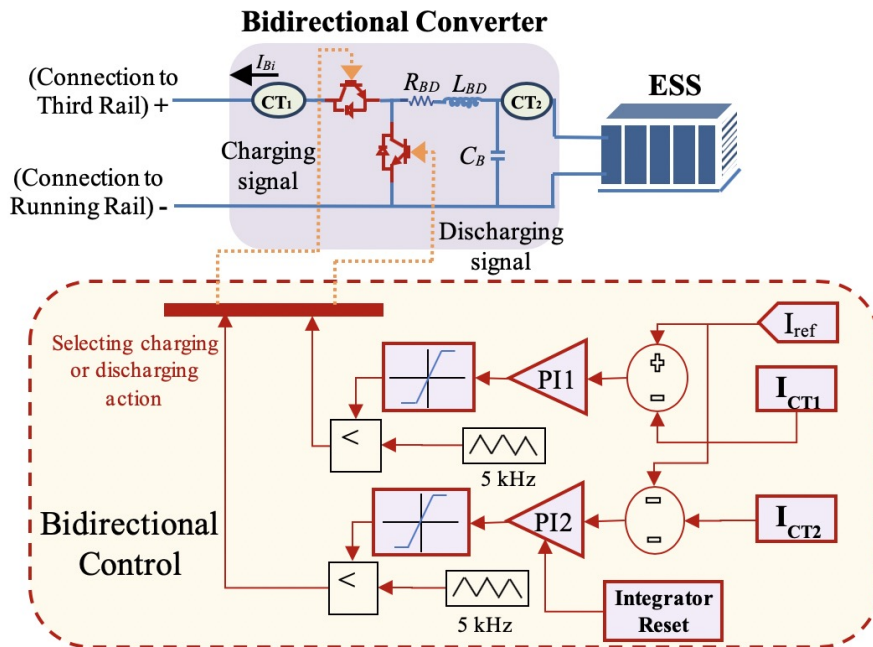 Bidirectional Converter
I_Bi
(Connection to
Third Rail) +
CT₁
R_BD
L_BD
CT₂
ESS
Charging
signal
C_B
(Connection to
Running Rail) -
Discharging
signal
Selecting charging
or discharging
action
I_ref
PI1
+
-
I_CT1
<
5 kHz
Bidirectional
Control
PI2
-
-
I_CT2
<
5 kHz
Integrator
Reset